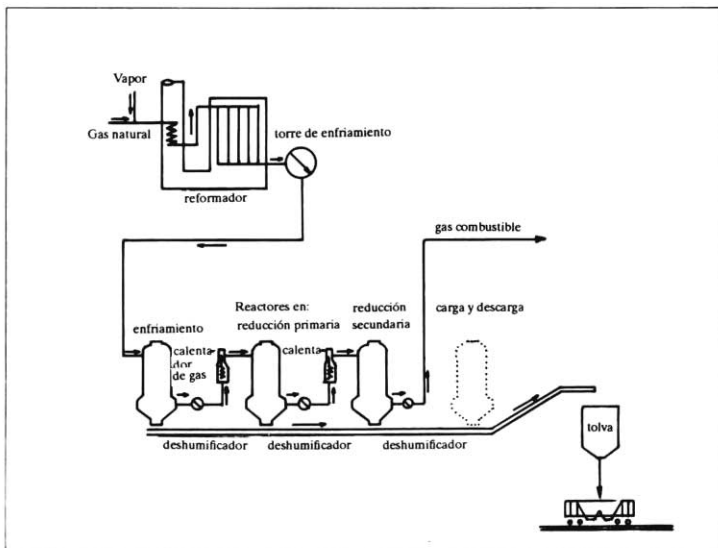 Vapor
Gas natural
torre de enfriamiento
reformador
gas combustible
Reactores en:
reducción primaria
reducción
secundaria
carga y descarga
enfriamiento
calenta
dor
de gas
calenta
deshumificador
deshumificador
deshumificador
tolva